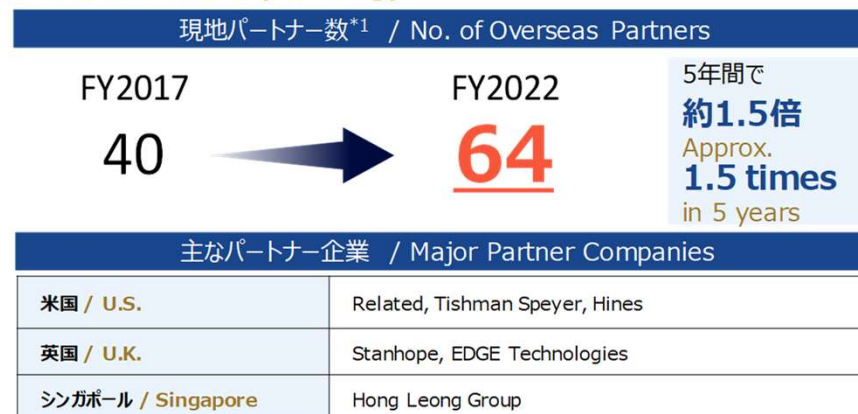 現地パートナー数*1 / No. of Overseas Partners
FY2017
FY2022
40
64
5年間で
約1.5倍
Approx.
1.5 times
in 5 years
主なパートナー企業 / Major Partner Companies
米国 / U.S.
Related, Tishman Speyer, Hines
英国 / U.K.
Stanhope, EDGE Technologies
シンガポール / Singapore
Hong Leong Group